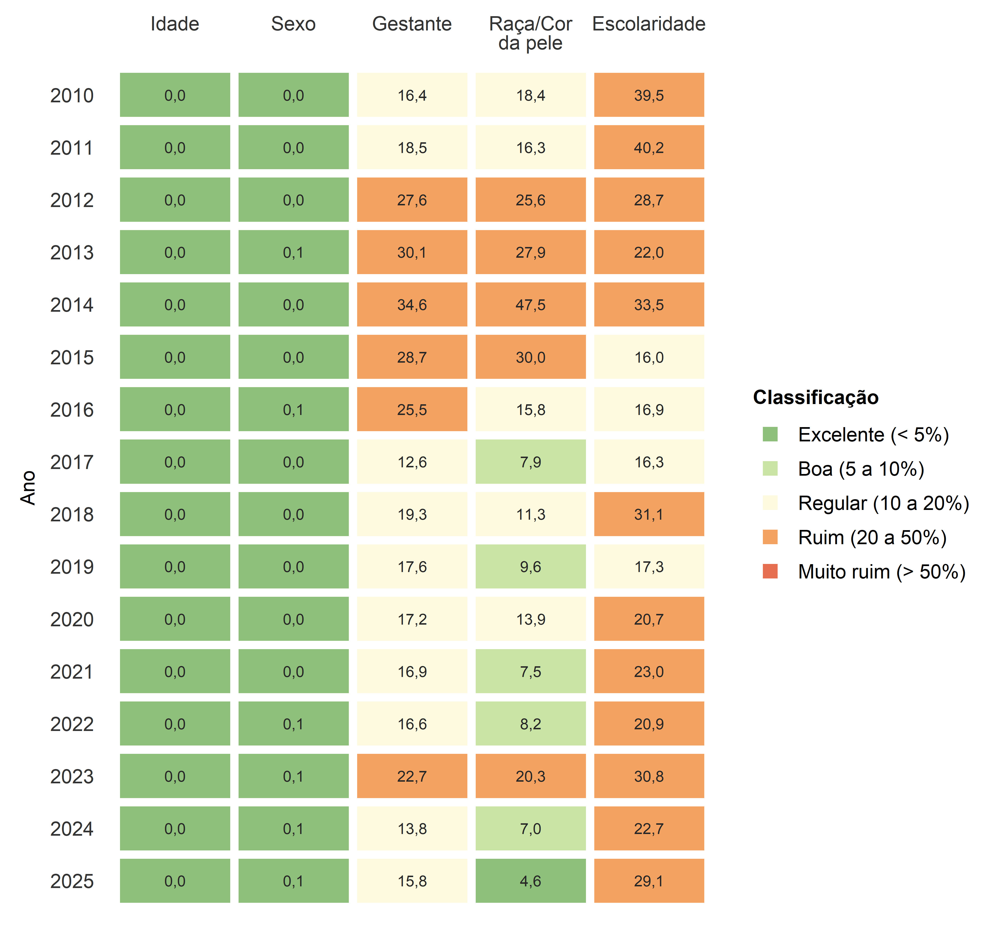 Idade Sexo Gestante Raça/Cor da pele Escolaridade
2010 0,0 0,0 16,4 18,4 39,5
2011 0,0 0,0 18,5 16,3 40,2
2012 0,0 0,0 27,6 25,6 28,7
2013 0,0 0,1 30,1 27,9 22,0
2014 0,0 0,0 34,6 47,5 33,5
2015 0,0 0,0 28,7 30,0 16,0
2016 0,0 0,1 25,5 15,8 16,9
2017 0,0 0,0 12,6 7,9 16,3
2018 0,0 0,0 19,3 11,3 31,1
2019 0,0 0,0 17,6 9,6 17,3
2020 0,0 0,0 17,2 13,9 20,7
2021 0,0 0,0 16,9 7,5 23,0
2022 0,0 0,1 16,6 8,2 20,9
2023 0,0 0,1 22,7 20,3 30,8
2024 0,0 0,1 13,8 7,0 22,7
2025 0,0 0,1 15,8 4,6 29,1
Ano
Classificação
Excelente (< 5%)
Boa (5 a 10%)
Regular (10 a 20%)
Ruim (20 a 50%)
Muito ruim (> 50%)